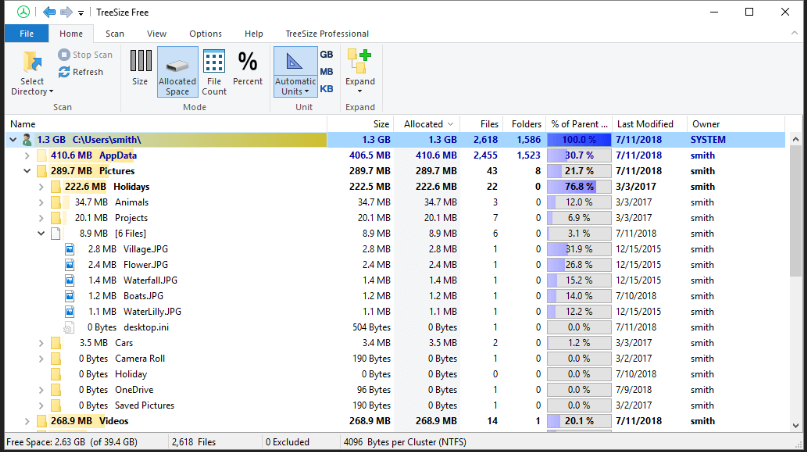 TreeSize Free
File Home Scan View Options Help TreeSize Professional
Select Directory
Stop Scan
Refresh
Scan
Size
Allocated Space
File Count
Percent
Mode
Automatic Units
GB
MB
KB
Unit
Expand
Expand
Name Size Allocated Files Folders % of Parent ... Last Modified Owner
1.3 GB C:\Users\smith\ 1.3 GB 1.3 GB 2,618 1,586 100.0 % 7/11/2018 SYSTEM
410.6 MB AppData 406.5 MB 410.6 MB 2,455 1,523 30.7 % 7/11/2018 smith
289.7 MB Pictures 289.7 MB 289.7 MB 43 8 21.7 % 7/11/2018 smith
222.6 MB Holidays 222.5 MB 222.6 MB 22 0 76.8 % 3/3/2017 smith
34.7 MB Animals 34.7 MB 34.7 MB 3 0 12.0 % 3/3/2017 smith
20.1 MB Projects 20.1 MB 20.1 MB 7 0 6.9 % 3/3/2017 smith
8.9 MB [6 Files] 8.9 MB 8.9 MB 6 0 3.1 % 7/11/2018 smith
2.8 MB Village.JPG 2.8 MB 2.8 MB 1 0 31.9 % 12/15/2015 smith
2.4 MB Flower.JPG 2.4 MB 2.4 MB 1 0 26.8 % 12/15/2015 smith
1.4 MB Waterfall.JPG 1.4 MB 1.4 MB 1 0 15.2 % 12/15/2015 smith
1.2 MB Boats.JPG 1.2 MB 1.2 MB 1 0 14.0 % 7/10/2018 smith
1.1 MB WaterLilly.JPG 1.1 MB 1.1 MB 1 0 12.2 % 12/15/2015 smith
0 Bytes desktop.ini 504 Bytes 0 Bytes 1 0 0.0 % 7/11/2018 smith
3.5 MB Cars 3.4 MB 3.5 MB 2 0 1.2 % 3/3/2017 smith
0 Bytes Camera Roll 190 Bytes 0 Bytes 1 0 0.0 % 3/2/2017 smith
0 Bytes Holiday 0 Bytes 0 Bytes 0 0 0.0 % 7/10/2018 smith
0 Bytes OneDrive 96 Bytes 0 Bytes 1 0 0.0 % 7/9/2018 smith
0 Bytes Saved Pictures 190 Bytes 0 Bytes 1 0 0.0 % 3/2/2017 smith
268.9 MB Videos 268.9 MB 268.9 MB 14 1 20.1 % 7/11/2018 smith
Free Space: 2.63 GB (of 39.4 GB) 2,618 Files 0 Excluded 4096 Bytes per Cluster (NTFS)